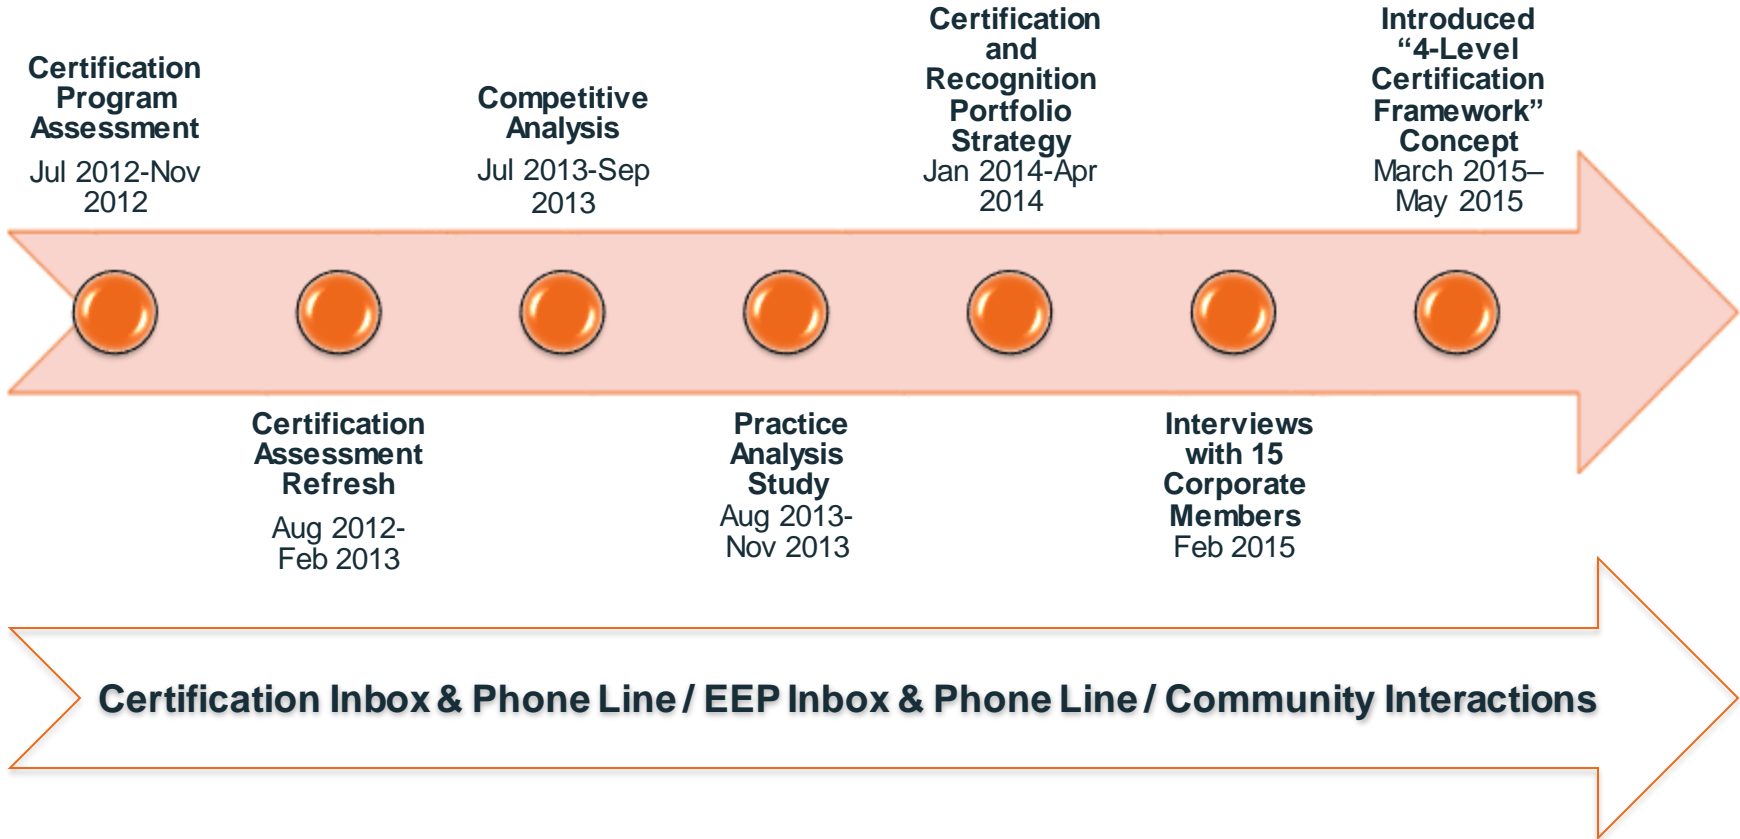 Certification
Program
Assessment
Jul 2012-Nov
2012
Certification
Assessment
Refresh
Aug 2012-
Feb 2013
Competitive
Analysis
Jul 2013-Sep
2013
Practice
Analysis
Study
Aug 2013-
Nov 2013
Certification
and
Recognition
Portfolio
Strategy
Jan 2014-Apr
2014
Interviews
with 15
Corporate
Members
Feb 2015
Introduced
“4-Level
Certification
Framework”
Concept
March 2015–
May 2015
Certification Inbox & Phone Line / EEP Inbox & Phone Line / Community Interactions